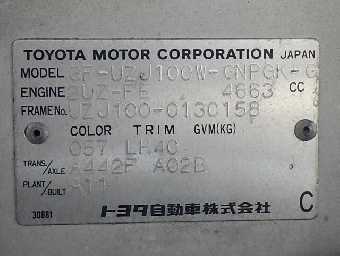 TOYOTA MOTOR CORPORATION JAPAN
MODEL GF-UZJ100W-GNPGK-G
ENGINE 2UZ-FE 4663 CC
FRAME No. UZJ100-0130158
COLOR TRIM GVM(KG)
057 LH40
TRANS./AXLE A442F A02B
PLANT/BUILT A11
30881 トヨタ自動車株式会社 C